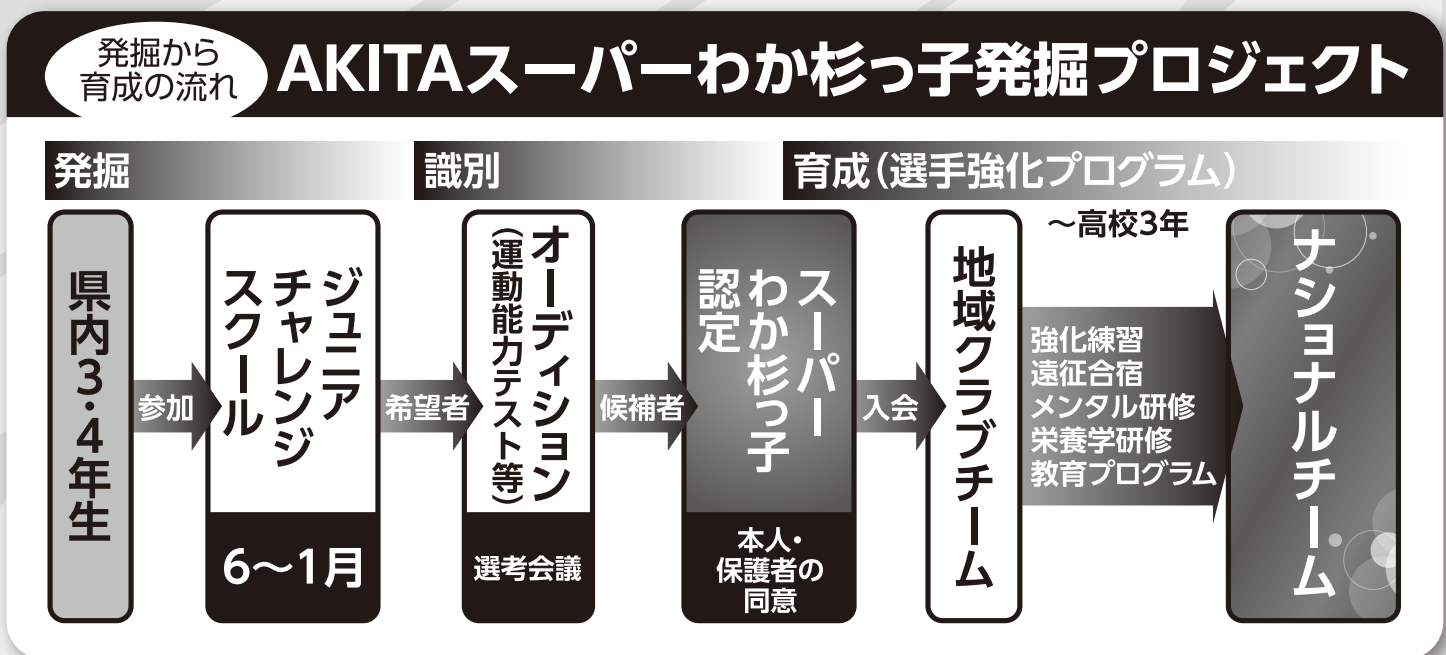 発掘から
育成の流れ
AKITAスーパーわか杉っ子発掘プロジェクト
発掘
識別
育成(選手強化プログラム)
県内3・4年生
参加
ジュニア
チャレンジ
スクール
6〜1月
希望者
オーディション
(運動能力テスト等)
選考会議
候補者
スーパー
わか杉っ子
認定
本人・
保護者の
同意
入会
地域クラブチーム
〜高校3年
強化練習
遠征合宿
メンタル研修
栄養学研修
教育プログラム
ナショナルチーム